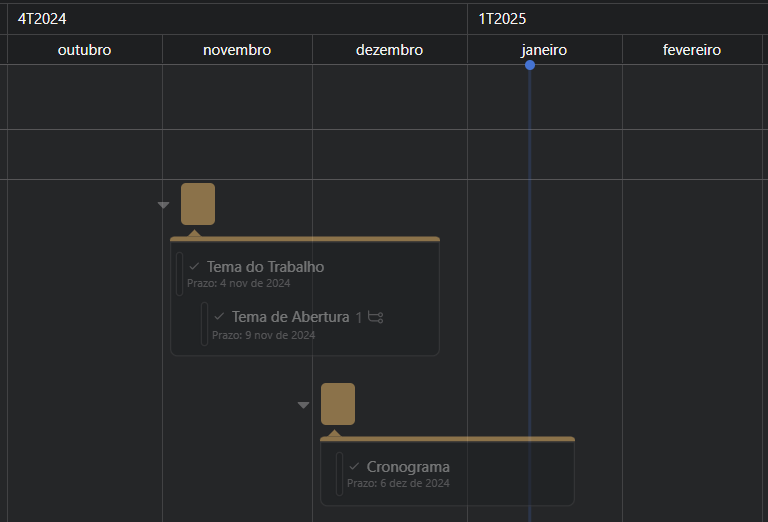 4T2024
1T2025
outubro
novembro
dezembro
janeiro
fevereiro
Tema do Trabalho
Prazo: 4 nov de 2024
Tema de Abertura 1
Prazo: 9 nov de 2024
Cronograma
Prazo: 6 dez de 2024